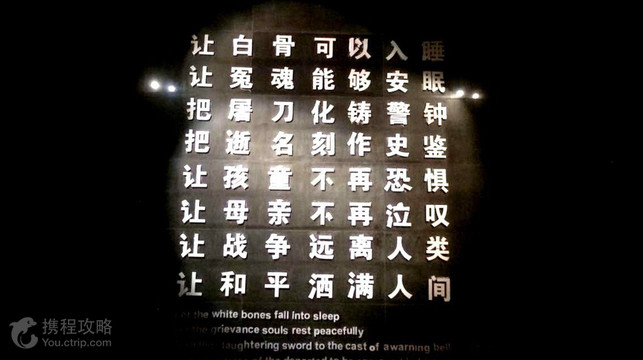 让白骨可以入睡
让冤魂能够安眠
把屠刀化铸警钟
把逝名刻作史鉴
让孩童不再恐惧
让母亲不再泣叹
让战争远离人类
让和平洒满人间
the white bones fall into sleep
grievance souls rest peacefully
sword to the cast of awarning bell
携程攻略
You.ctrip.com